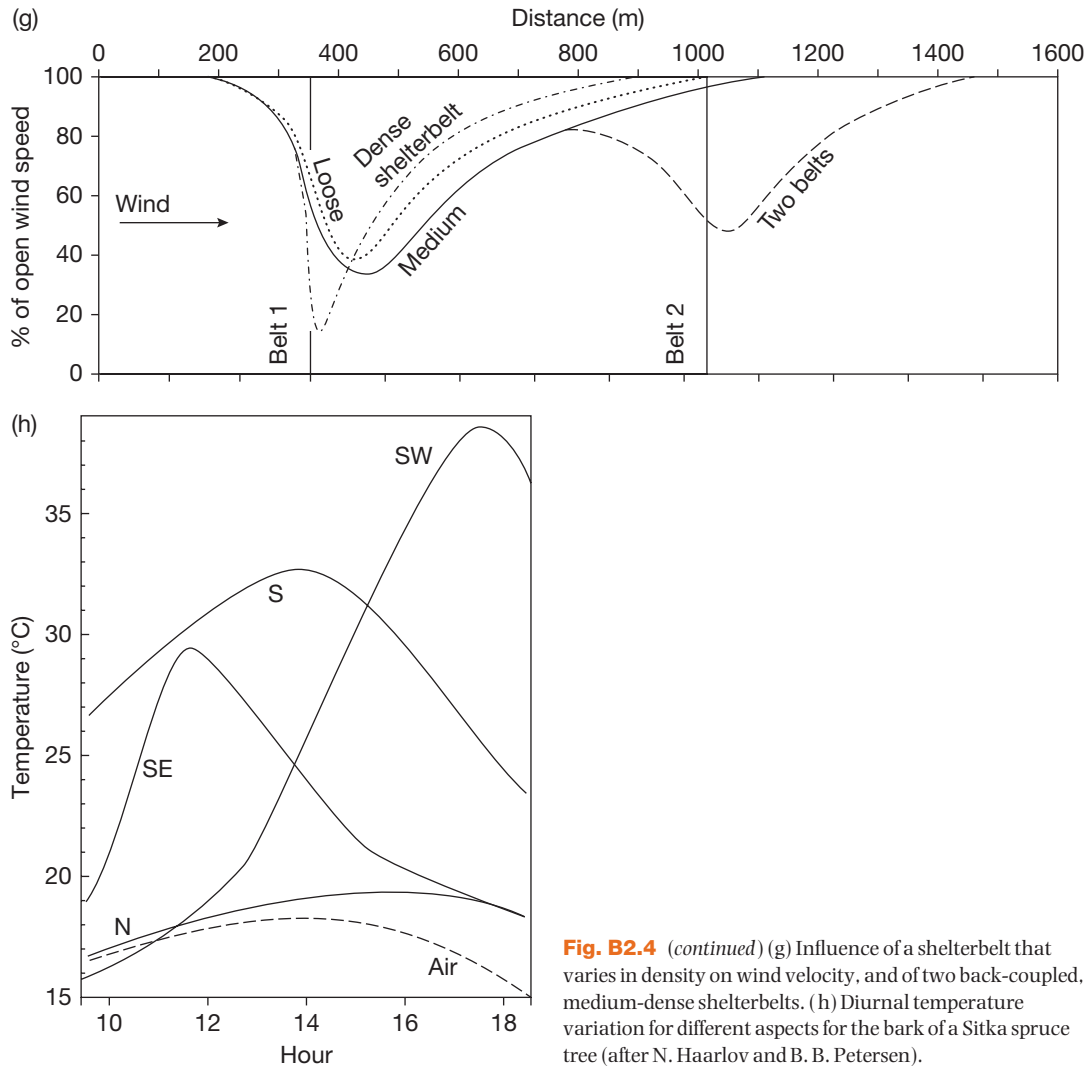 (g)
Distance (m)
0 200 400 600 800 1000 1200 1400 1600
% of open wind speed
100
80
60
40
20
0
Wind
Belt 1
Loose
Dense
shelterbelt
Medium
Belt 2
Two belts
(h)
Temperature (°C)
35
30
25
20
15
SW
S
SE
N
Air
10 12 14 16 18
Hour
Fig. B2.4 (continued) (g) Influence of a shelterbelt that
varies in density on wind velocity, and of two back-coupled,
medium-dense shelterbelts. (h) Diurnal temperature
variation for different aspects for the bark of a Sitka spruce
tree (after N. Haarlov and B. B. Petersen).